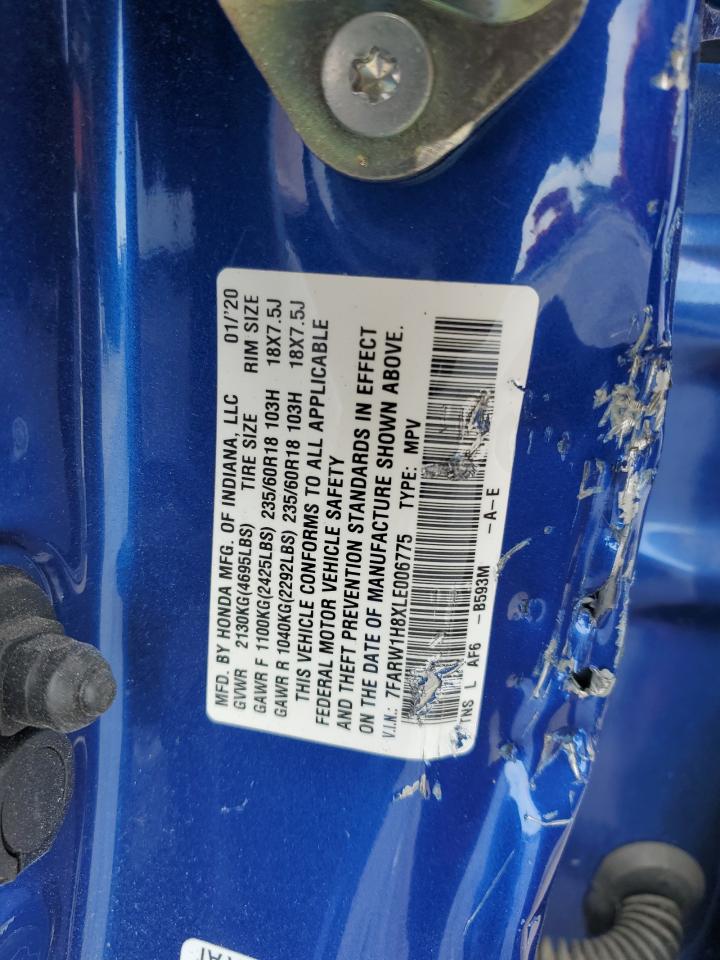 MFD. BY HONDA MFG. OF INDIANA, LLC 01/'20
GVWR 2130KG(4695LBS) TIRE SIZE RIM SIZE
GAWR F 1100KG(2425LBS) 235/60R18 103H 18X7.5J
GAWR R 1040KG(2292LBS) 235/60R18 103H 18X7.5J
THIS VEHICLE CONFORMS TO ALL APPLICABLE
FEDERAL MOTOR VEHICLE SAFETY
AND THEFT PREVENTION STANDARDS IN EFFECT
ON THE DATE OF MANUFACTURE SHOWN ABOVE.
V.I.N.: 7FARW1H8XLE006775 TYPE: MPV
TNS L AF6 -B593M -A-E